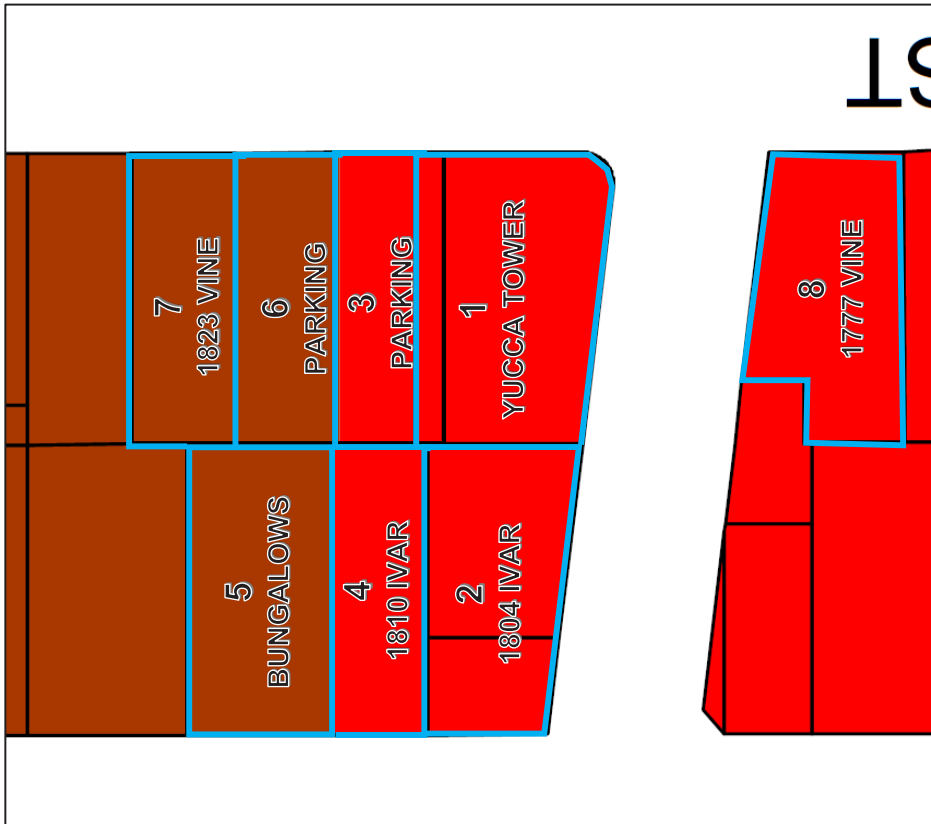 ST
7
1823 VINE
6
PARKING
3
PARKING
1
YUCCA TOWER
8
1777 VINE
5
BUNGALOWS
4
1810 IVAR
2
1804 IVAR